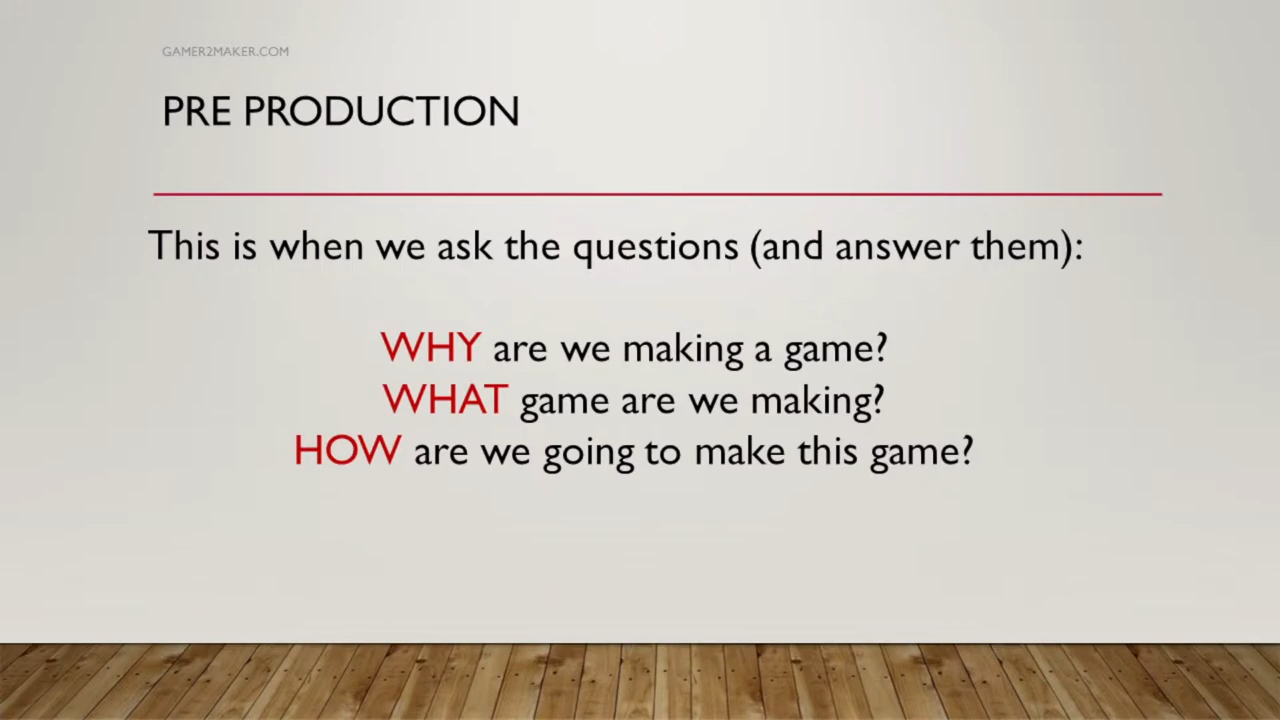 GAMER2MAKER.COM
PRE PRODUCTION
This is when we ask the questions (and answer them):
WHY are we making a game?
WHAT game are we making?
HOW are we going to make this game?